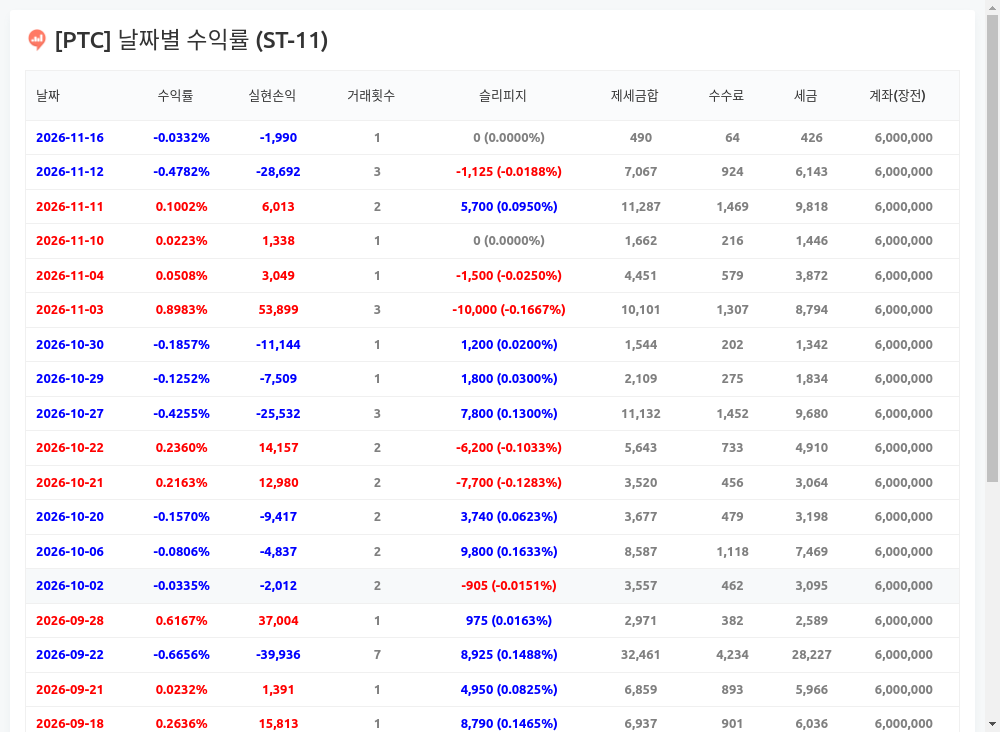 [PTC] 날짜별 수익률 (ST-11)
날짜 수익률 실현손익 거래횟수 슬리피지 제세금합 수수료 세금 계좌(장전)
2026-11-16 -0.0332% -1,990 1 0 (0.0000%) 490 64 426 6,000,000
2026-11-12 -0.4782% -28,692 3 -1,125 (-0.0188%) 7,067 924 6,143 6,000,000
2026-11-11 0.1002% 6,013 2 5,700 (0.0950%) 11,287 1,469 9,818 6,000,000
2026-11-10 0.0223% 1,338 1 0 (0.0000%) 1,662 216 1,446 6,000,000
2026-11-04 0.0508% 3,049 1 -1,500 (-0.0250%) 4,451 579 3,872 6,000,000
2026-11-03 0.8983% 53,899 3 -10,000 (-0.1667%) 10,101 1,307 8,794 6,000,000
2026-10-30 -0.1857% -11,144 1 1,200 (0.0200%) 1,544 202 1,342 6,000,000
2026-10-29 -0.1252% -7,509 1 1,800 (0.0300%) 2,109 275 1,834 6,000,000
2026-10-27 -0.4255% -25,532 3 7,800 (0.1300%) 11,132 1,452 9,680 6,000,000
2026-10-22 0.2360% 14,157 2 -6,200 (-0.1033%) 5,643 733 4,910 6,000,000
2026-10-21 0.2163% 12,980 2 -7,700 (-0.1283%) 3,520 456 3,064 6,000,000
2026-10-20 -0.1570% -9,417 2 3,740 (0.0623%) 3,677 479 3,198 6,000,000
2026-10-06 -0.0806% -4,837 2 9,800 (0.1633%) 8,587 1,118 7,469 6,000,000
2026-10-02 -0.0335% -2,012 2 -905 (-0.0151%) 3,557 462 3,095 6,000,000
2026-09-28 0.6167% 37,004 1 975 (0.0163%) 2,971 382 2,589 6,000,000
2026-09-22 -0.6656% -39,936 7 8,925 (0.1488%) 32,461 4,234 28,227 6,000,000
2026-09-21 0.0232% 1,391 1 4,950 (0.0825%) 6,859 893 5,966 6,000,000
2026-09-18 0.2636% 15,813 1 8,790 (0.1465%) 6,937 901 6,036 6,000,000